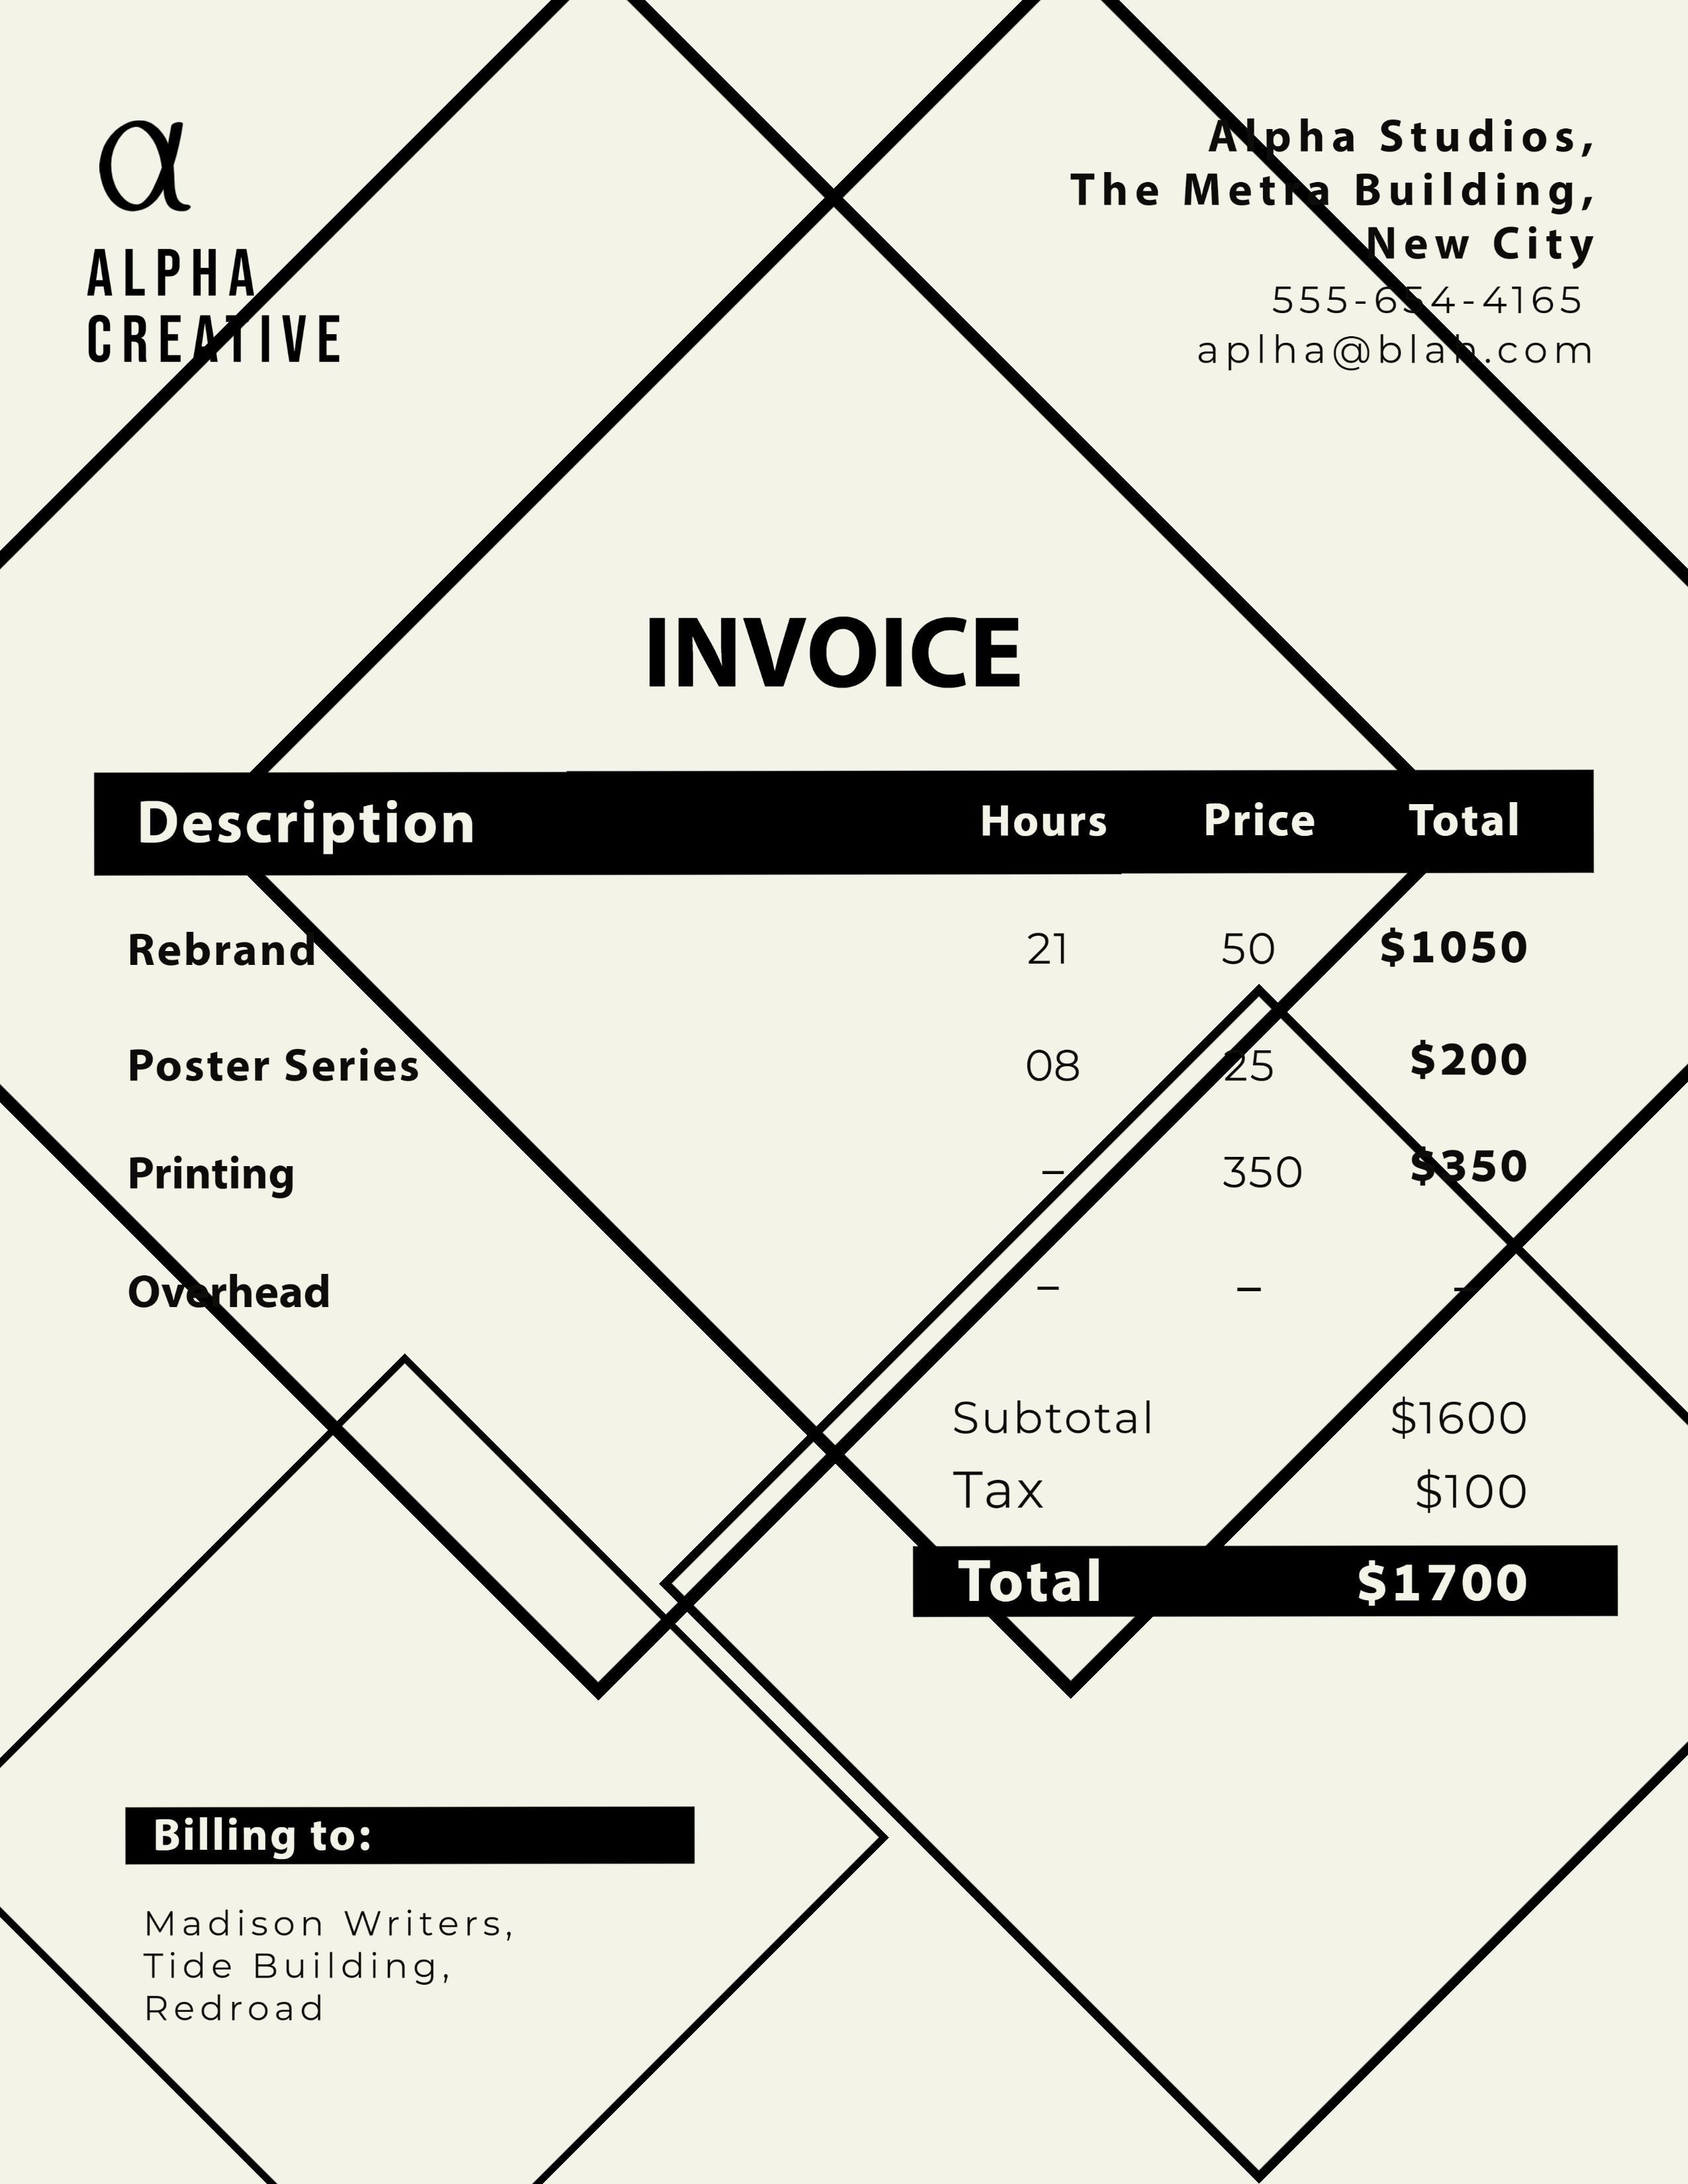 α
ALPHA
CREATIVE
Alpha Studios,
The Metra Building,
New City
555-654-4165
aplha@blah.com
INVOICE
Description Hours Price Total
Rebrand 21 50 $1050
Poster Series 08 25 $200
Printing – 350 $350
Overhead – – –
Subtotal $1600
Tax $100
Total $1700
Billing to:
Madison Writers,
Tide Building,
Redroad